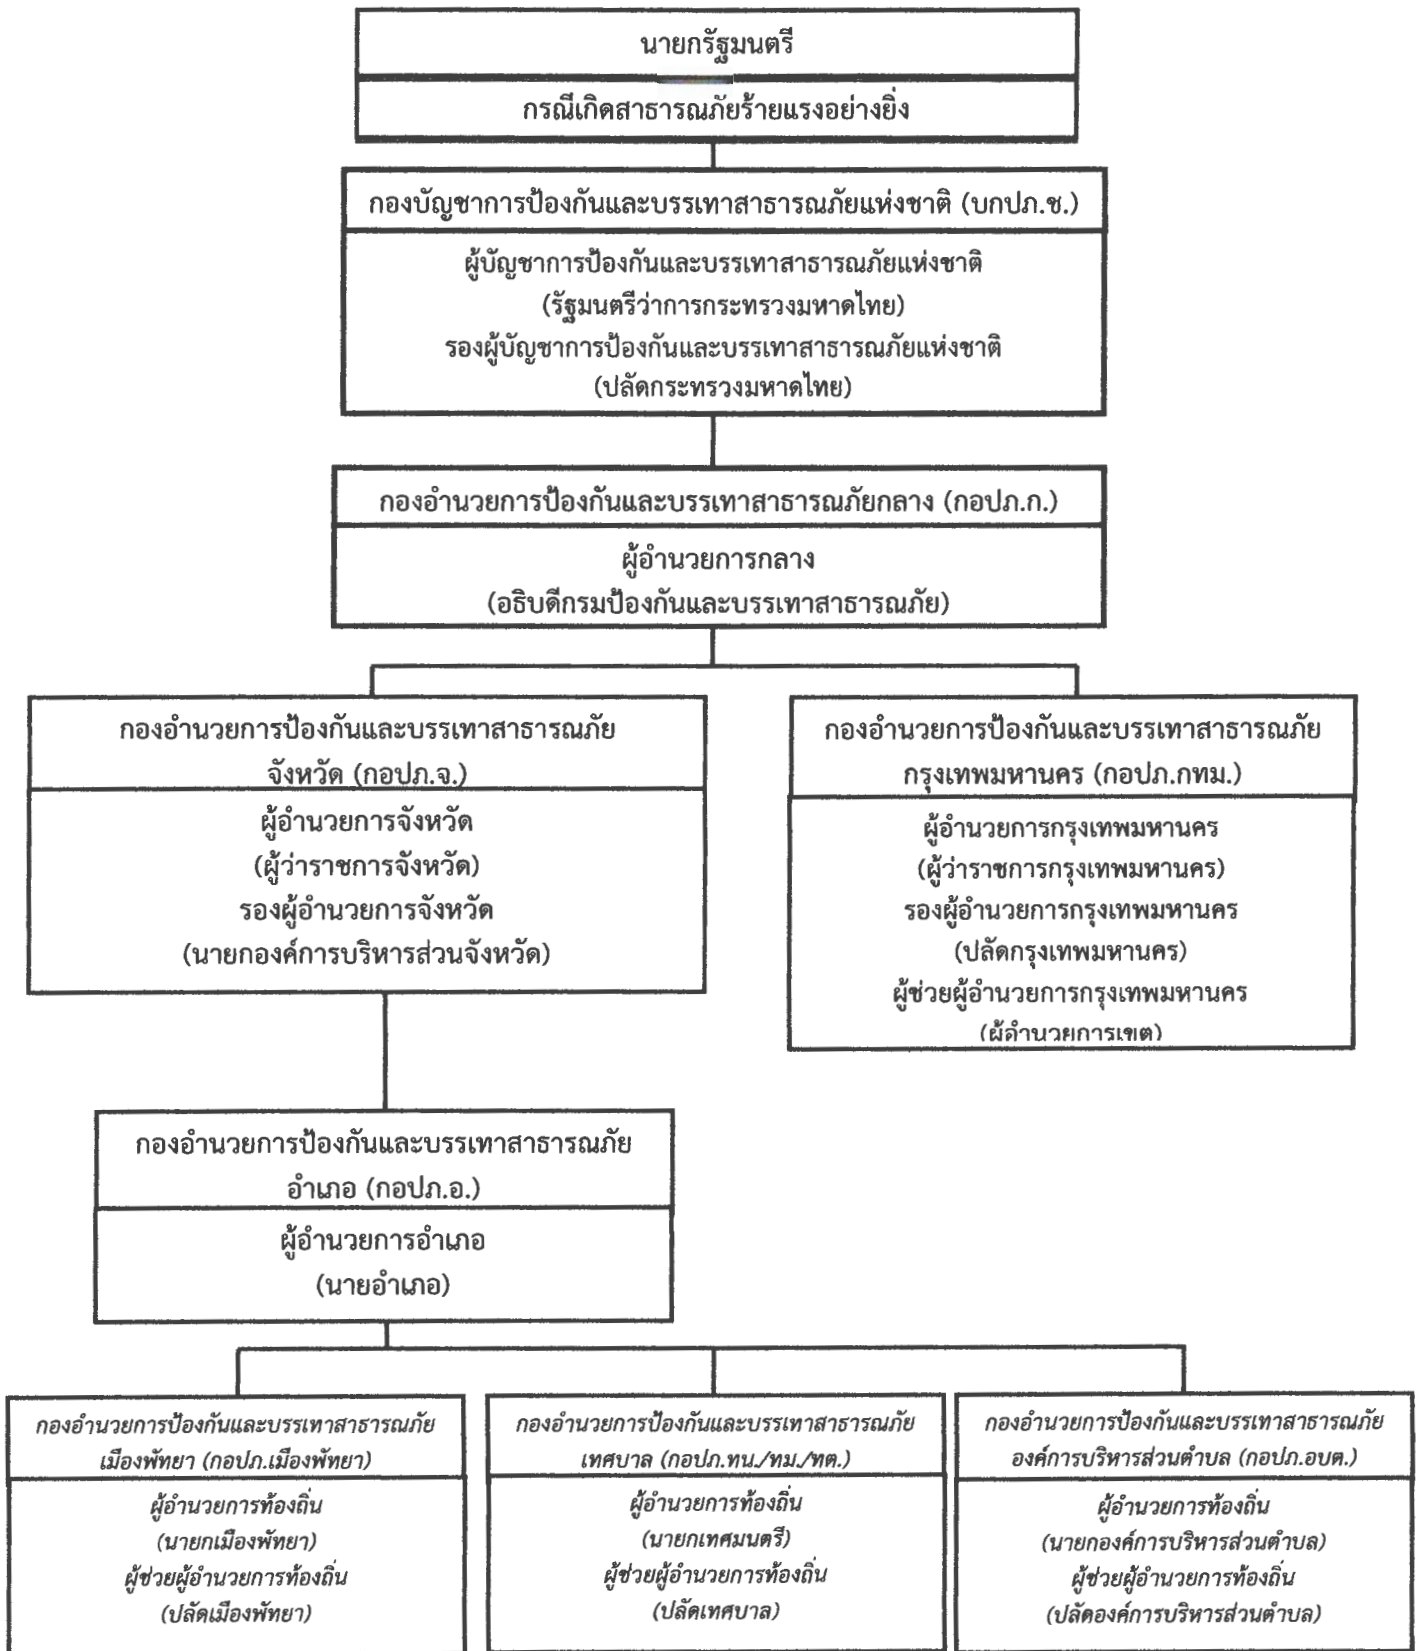 นายกรัฐมนตรี
กรณีเกิดสาธารณภัยร้ายแรงอย่างยิ่ง
กองบัญชาการป้องกันและบรรเทาสาธารณภัยแห่งชาติ (บกปภ.ช.)
ผู้บัญชาการป้องกันและบรรเทาสาธารณภัยแห่งชาติ
(รัฐมนตรีว่าการกระทรวงมหาดไทย)
รองผู้บัญชาการป้องกันและบรรเทาสาธารณภัยแห่งชาติ
(ปลัดกระทรวงมหาดไทย)
กองอำนวยการป้องกันและบรรเทาสาธารณภัยกลาง (กอปภ.ก.)
ผู้อำนวยการกลาง
(อธิบดีกรมป้องกันและบรรเทาสาธารณภัย)
กองอำนวยการป้องกันและบรรเทาสาธารณภัย
จังหวัด (กอปภ.จ.)
ผู้อำนวยการจังหวัด
(ผู้ว่าราชการจังหวัด)
รองผู้อำนวยการจังหวัด
(นายกองค์การบริหารส่วนจังหวัด)
กองอำนวยการป้องกันและบรรเทาสาธารณภัย
กรุงเทพมหานคร (กอปภ.กทม.)
ผู้อำนวยการกรุงเทพมหานคร
(ผู้ว่าราชการกรุงเทพมหานคร)
รองผู้อำนวยการกรุงเทพมหานคร
(ปลัดกรุงเทพมหานคร)
ผู้ช่วยผู้อำนวยการกรุงเทพมหานคร
(ผู้อำนวยการเขต)
กองอำนวยการป้องกันและบรรเทาสาธารณภัย
อำเภอ (กอปภ.อ.)
ผู้อำนวยการอำเภอ
(นายอำเภอ)
กองอำนวยการป้องกันและบรรเทาสาธารณภัย
เมืองพัทยา (กอปภ.เมืองพัทยา)
ผู้อำนวยการท้องถิ่น
(นายกเมืองพัทยา)
ผู้ช่วยผู้อำนวยการท้องถิ่น
(ปลัดเมืองพัทยา)
กองอำนวยการป้องกันและบรรเทาสาธารณภัย
เทศบาล (กอปภ.ทน./ทม./ทต.)
ผู้อำนวยการท้องถิ่น
(นายกเทศมนตรี)
ผู้ช่วยผู้อำนวยการท้องถิ่น
(ปลัดเทศบาล)
กองอำนวยการป้องกันและบรรเทาสาธารณภัย
องค์การบริหารส่วนตำบล (กอปภ.อบต.)
ผู้อำนวยการท้องถิ่น
(นายกองค์การบริหารส่วนตำบล)
ผู้ช่วยผู้อำนวยการท้องถิ่น
(ปลัดองค์การบริหารส่วนตำบล)